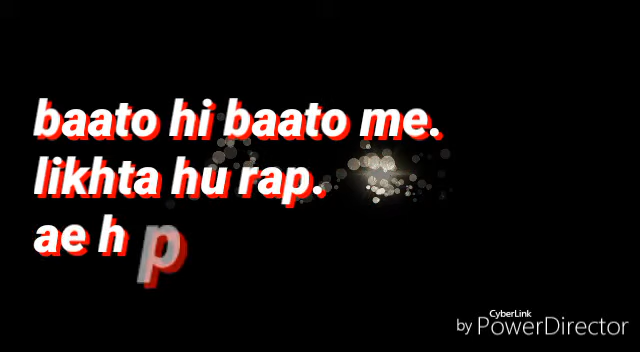 baato hi baato me.
likhta hu rap.
ae h p
CyberLink
by PowerDirector